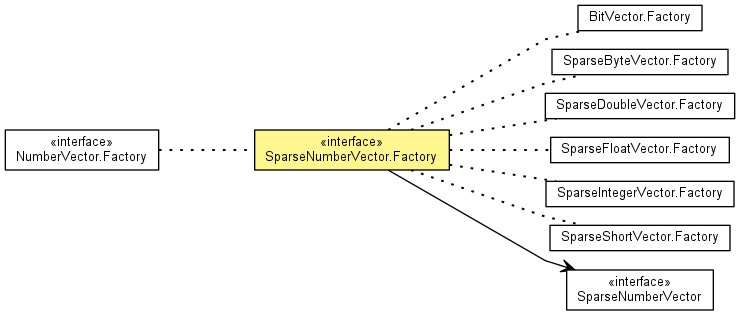 BitVector.Factory
SparseByteVector.Factory
SparseDoubleVector.Factory
«interface»
NumberVector.Factory
«interface»
SparseNumberVector.Factory
SparseFloatVector.Factory
SparseIntegerVector.Factory
SparseShortVector.Factory
«interface»
SparseNumberVector